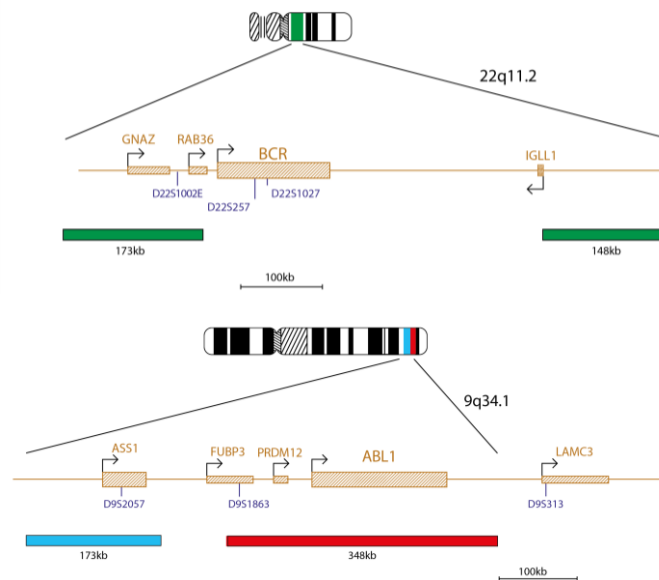 22q11.2
GNAZ RAB36 BCR IGLL1
D22S1002E D22S1027
D22S257
173kb 148kb
100kb
9q34.1
ASS1 FUBP3 PRDM12 ABL1 LAMC3
D9S2057 D9S1863 D9S313
173kb 348kb
100kb